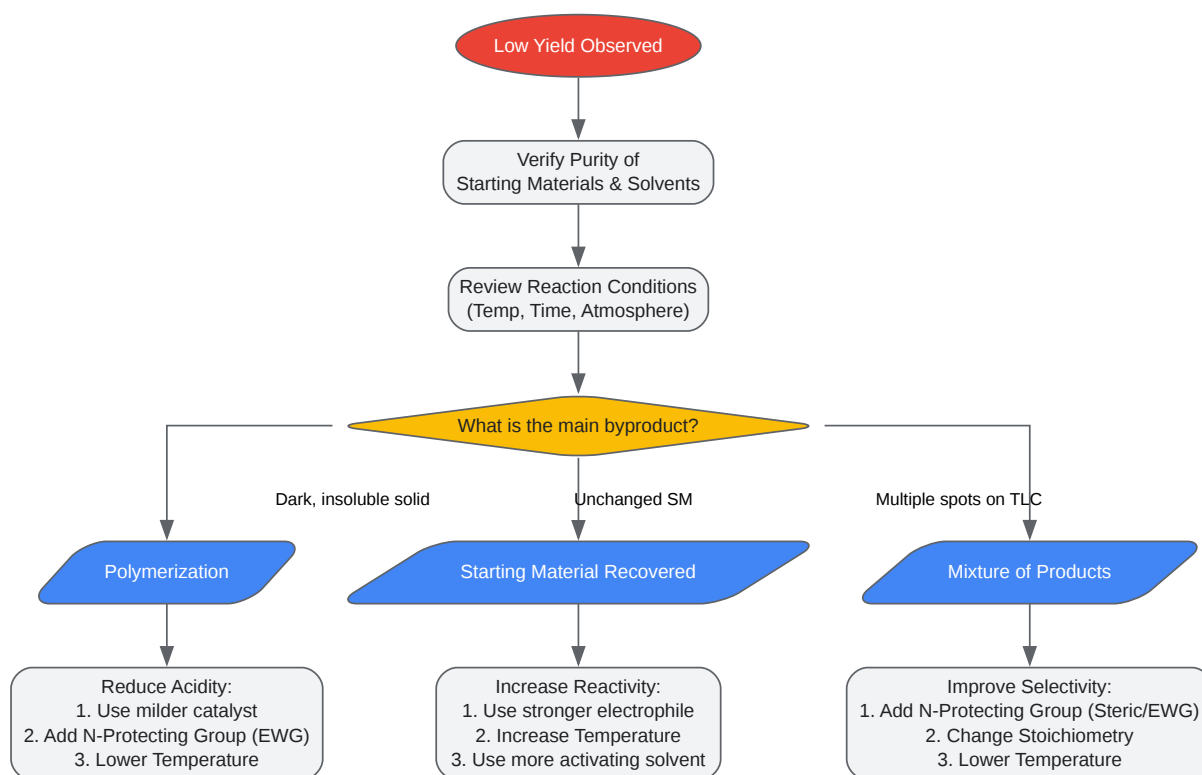 Low Yield Observed
Verify Purity of
Starting Materials & Solvents
Review Reaction Conditions
(Temp, Time, Atmosphere)
What is the main byproduct?
Dark, insoluble solid
Unchanged SM
Multiple spots on TLC
Polymerization
Starting Material Recovered
Mixture of Products
Reduce Acidity:
1. Use milder catalyst
2. Add N-Protecting Group (EWG)
3. Lower Temperature
Increase Reactivity:
1. Use stronger electrophile
2. Increase Temperature
3. Use more activating solvent
Improve Selectivity:
1. Add N-Protecting Group (Steric/EWG)
2. Change Stoichiometry
3. Lower Temperature